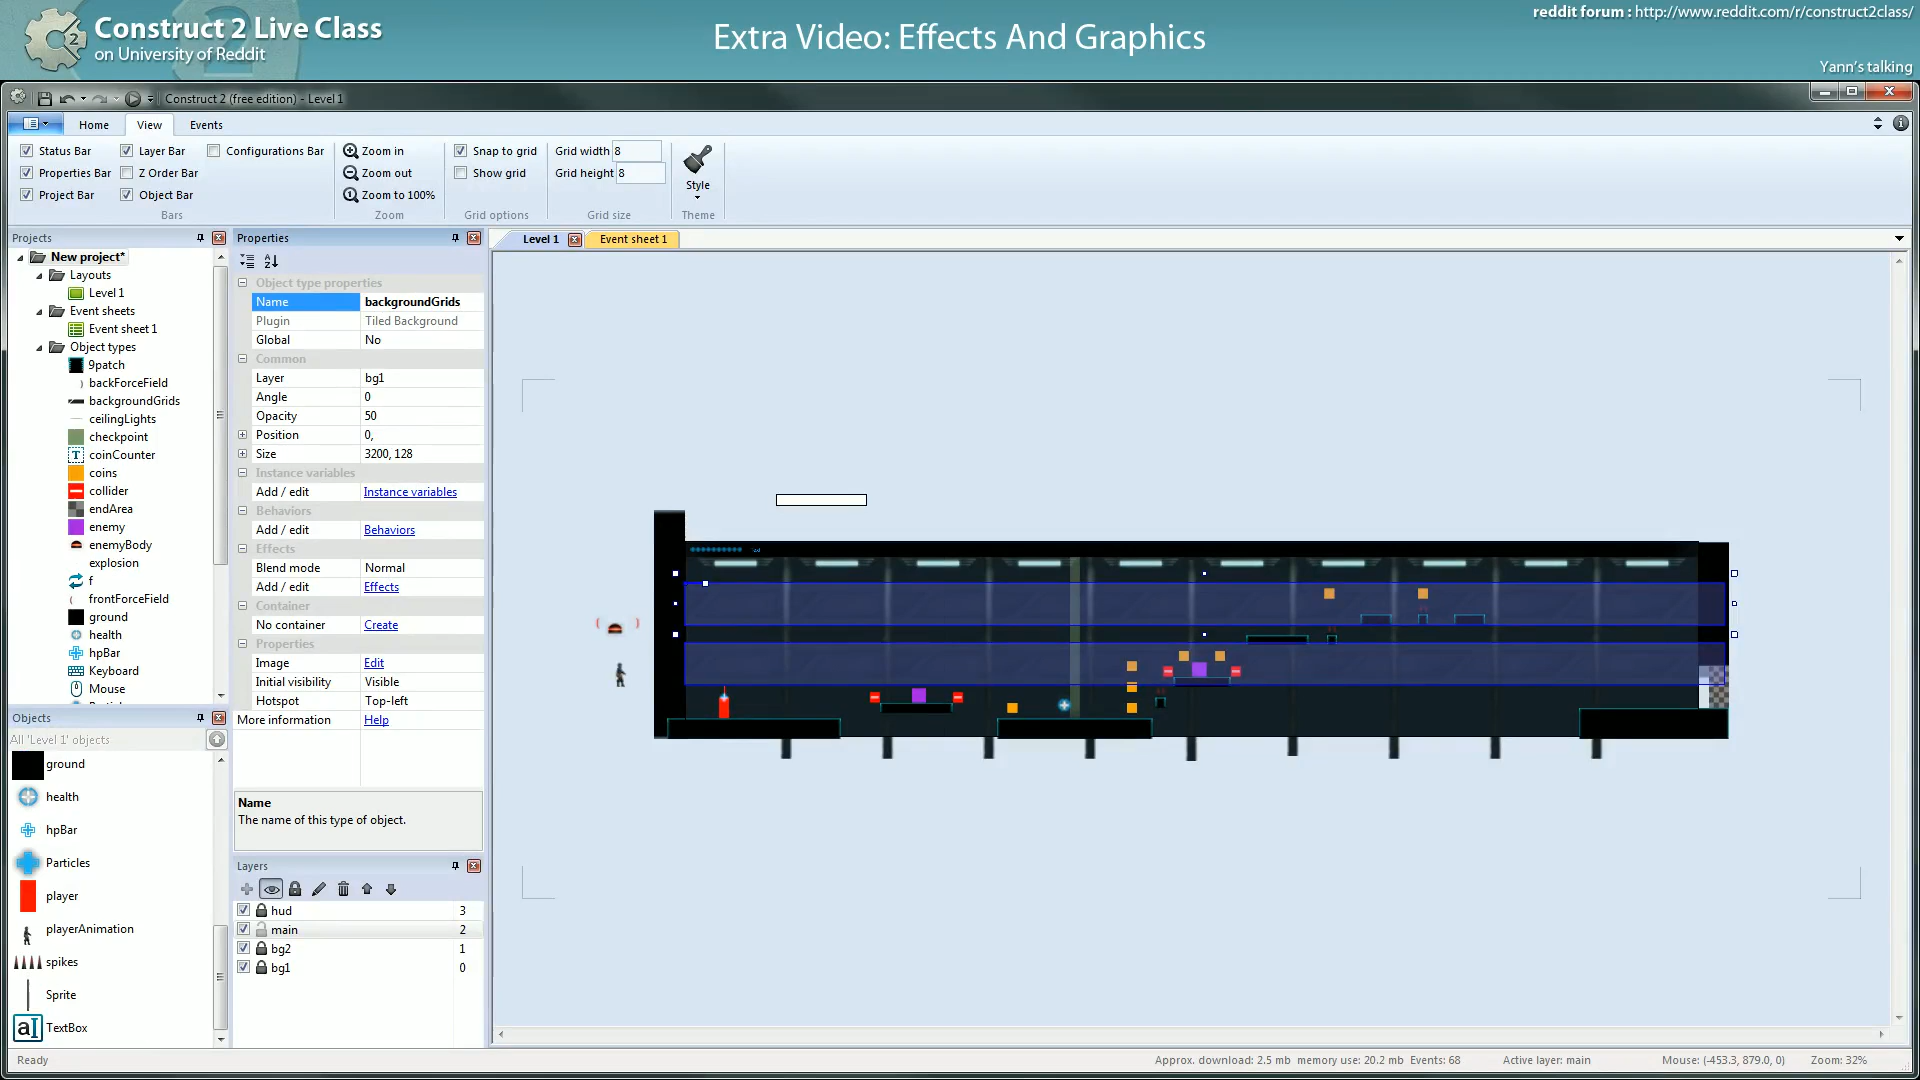 Construct 2 Live Class
on University of Reddit
Extra Video: Effects And Graphics
reddit forum : http://www.reddit.com/r/construct2class/
Yann's talking
Construct 2 (free edition) - Level 1
Home
View
Events
Status Bar
Layer Bar
Configurations Bar
Properties Bar
Z Order Bar
Project Bar
Object Bar
Bars
Zoom in
Zoom out
Zoom to 100%
Zoom
Snap to grid
Show grid
Grid options
Grid width 8
Grid height 8
Grid size
Style
Theme
Projects
New project*
Layouts
Level 1
Event sheets
Event sheet 1
Object types
9patch
backForceField
backgroundGrids
ceilingLights
checkpoint
coinCounter
coins
collider
endArea
enemy
enemyBody
explosion
f
frontForceField
ground
health
hpBar
Keyboard
Mouse
Objects
All 'Level 1' objects
ground
health
hpBar
Particles
player
playerAnimation
spikes
Sprite
TextBox
Properties
Object type properties
Name backgroundGrids
Plugin Tiled Background
Global No
Common
Layer bg1
Angle 0
Opacity 50
Position 0,
Size 3200, 128
Instance variables
Add / edit Instance variables
Behaviors
Add / edit Behaviors
Effects
Blend mode Normal
Add / edit Effects
Container
No container Create
Properties
Image Edit
Initial visibility Visible
Hotspot Top-left
More information Help
Name
The name of this type of object.
Layers
hud 3
main 2
bg2 1
bg1 0
Level 1
Event sheet 1
Ready
Approx. download: 2.5 mb memory use: 20.2 mb Events: 68
Active layer: main
Mouse: (-453.3, 879.0, 0)
Zoom: 32%